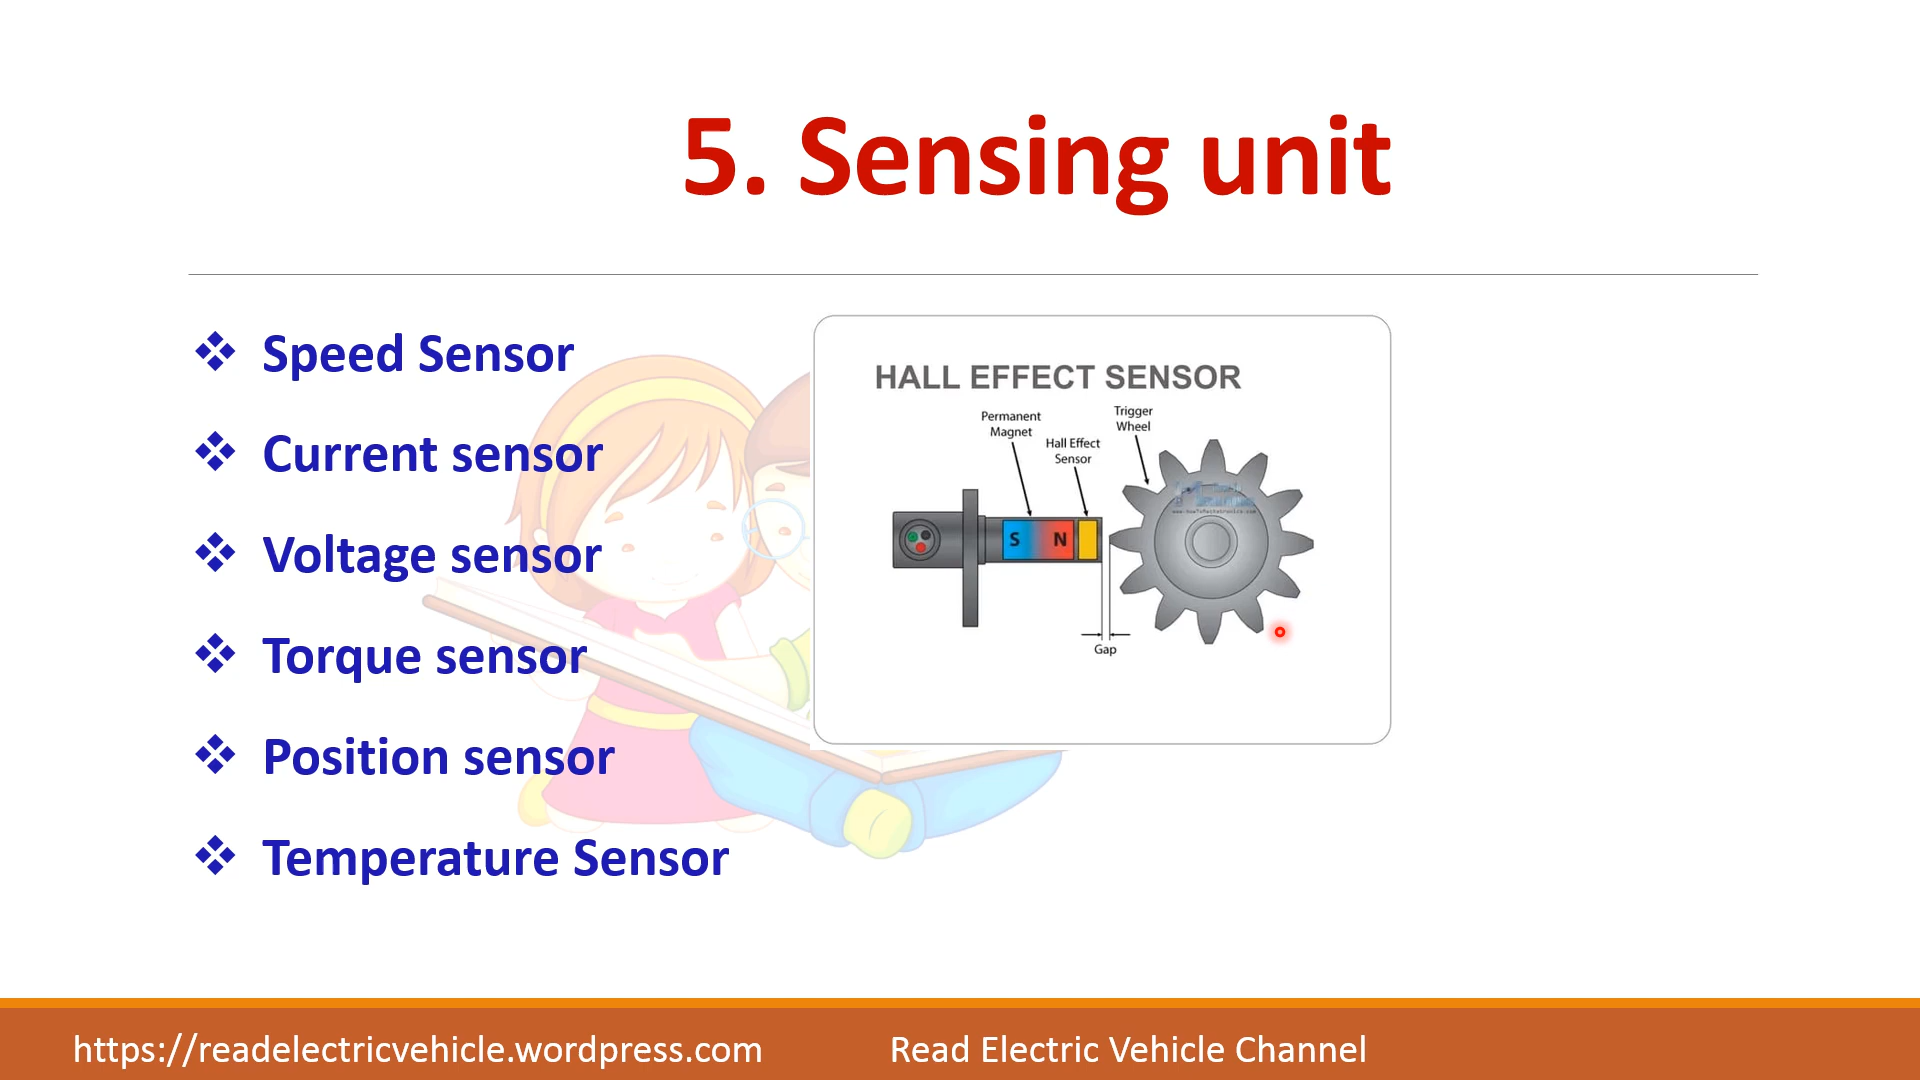 5. Sensing unit
❖ Speed Sensor
❖ Current sensor
❖ Voltage sensor
❖ Torque sensor
❖ Position sensor
❖ Temperature Sensor
HALL EFFECT SENSOR
Permanent
Magnet
Hall Effect
Sensor
Trigger
Wheel
S N
Gap
https://readelectricvehicle.wordpress.com
Read Electric Vehicle Channel